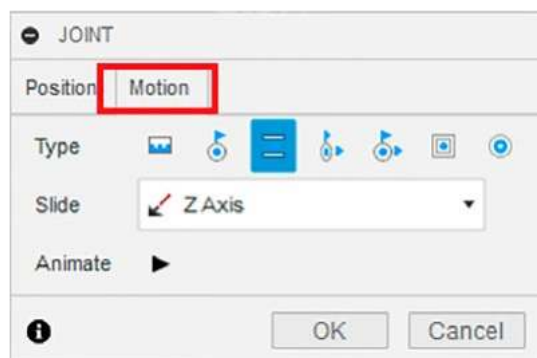 JOINT
Position Motion
Type
Slide Z Axis
Animate
OK Cancel